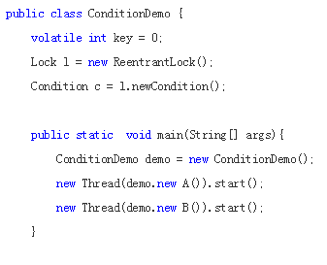 public class ConditionDemo {
volatile int key = 0;
Lock l = new ReentrantLock();
Condition c = l.newCondition();
public static  void main(String[] args){
ConditionDemo demo = new ConditionDemo();
new Thread(demo.new A()).start();
new Thread(demo.new B()).start();
}